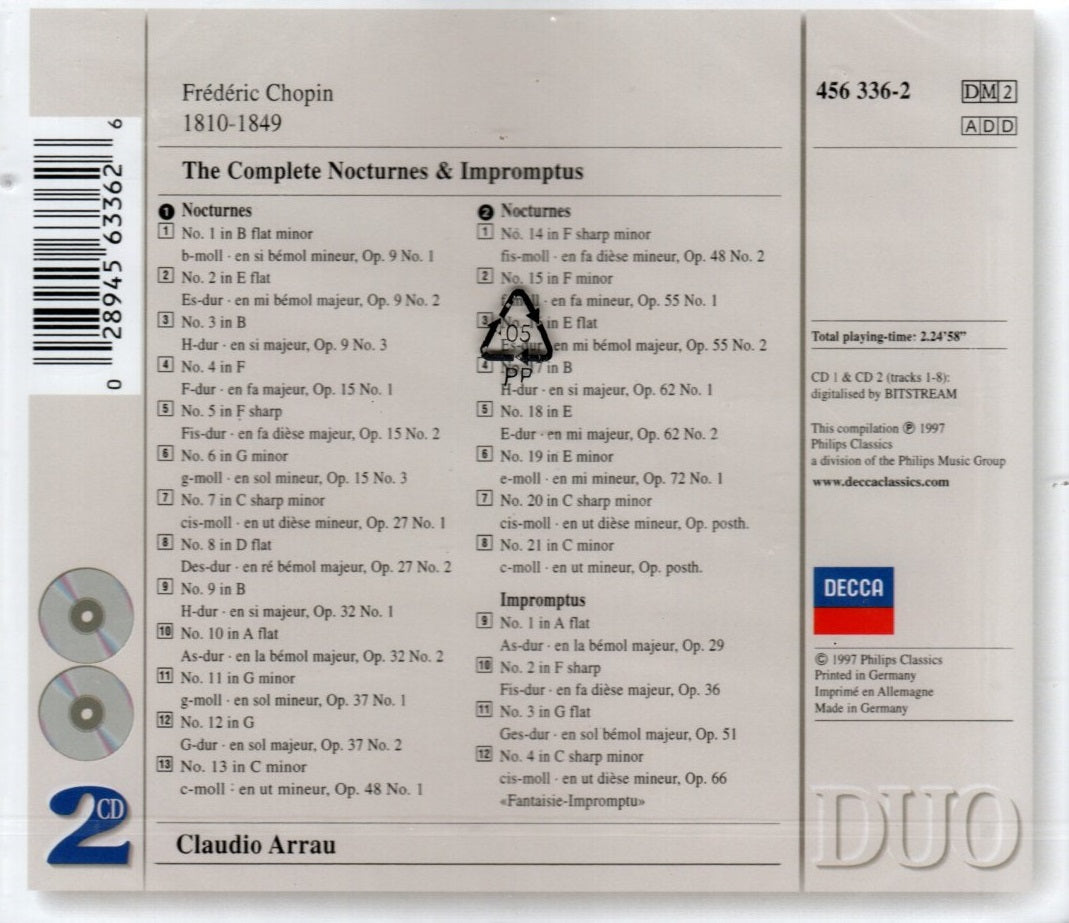 Frédéric Chopin
1810-1849
The Complete Nocturnes & Impromptus
1 Nocturnes
1 No. 1 in B flat minor
b-moll · en si bémol mineur, Op. 9 No. 1
2 No. 2 in E flat
Es-dur · en mi bémol majeur, Op. 9 No. 2
3 No. 3 in B
H-dur · en si majeur, Op. 9 No. 3
4 No. 4 in F
F-dur · en fa majeur, Op. 15 No. 1
5 No. 5 in F sharp
Fis-dur · en fa dièse majeur, Op. 15 No. 2
6 No. 6 in G minor
g-moll · en sol mineur, Op. 15 No. 3
7 No. 7 in C sharp minor
cis-moll · en ut dièse mineur, Op. 27 No. 1
8 No. 8 in D flat
Des-dur · en ré bémol majeur, Op. 27 No. 2
9 No. 9 in B
H-dur · en si majeur, Op. 32 No. 1
10 No. 10 in A flat
As-dur · en la bémol majeur, Op. 32 No. 2
11 No. 11 in G minor
g-moll · en sol mineur, Op. 37 No. 1
12 No. 12 in G
G-dur · en sol majeur, Op. 37 No. 2
13 No. 13 in C minor
c-moll · en ut mineur, Op. 48 No. 1
2 Nocturnes
1 No. 14 in F sharp minor
fis-moll · en fa dièse mineur, Op. 48 No. 2
2 No. 15 in F minor
· en fa mineur, Op. 55 No. 1
3 in E flat
Es-dur · en mi bémol majeur, Op. 55 No. 2
4 in B
H-dur · en si majeur, Op. 62 No. 1
5 No. 18 in E
E-dur · en mi majeur, Op. 62 No. 2
6 No. 19 in E minor
e-moll · en mi mineur, Op. 72 No. 1
7 No. 20 in C sharp minor
cis-moll · en ut dièse mineur, Op. posth.
8 No. 21 in C minor
c-moll · en ut mineur, Op. posth.
Impromptus
9 No. 1 in A flat
As-dur · en la bémol majeur, Op. 29
10 No. 2 in F sharp
Fis-dur · en fa dièse majeur, Op. 36
11 No. 3 in G flat
Ges-dur · en sol bémol majeur, Op. 51
12 No. 4 in C sharp minor
cis-moll · en ut dièse mineur, Op. 66
«Fantaisie-Impromptu»
05
PP
Claudio Arrau
456 336-2
DM2
ADD
Total playing-time: 2.24'58"
CD 1 & CD 2 (tracks 1-8):
digitalised by BITSTREAM
This compilation ℗ 1997
Philips Classics
a division of the Philips Music Group
www.deccaclassics.com
DECCA
© 1997 Philips Classics
Printed in Germany
Imprimé en Allemagne
Made in Germany
DUO
0 28945 63362 6
2CD